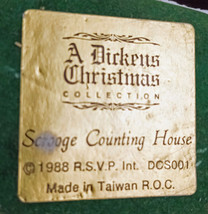 A Dickens
Christmas
COLLECTION
Scrooge Counting House
© 1988 R.S.V.P. Int. DCS001
Made in Taiwan R.O.C.